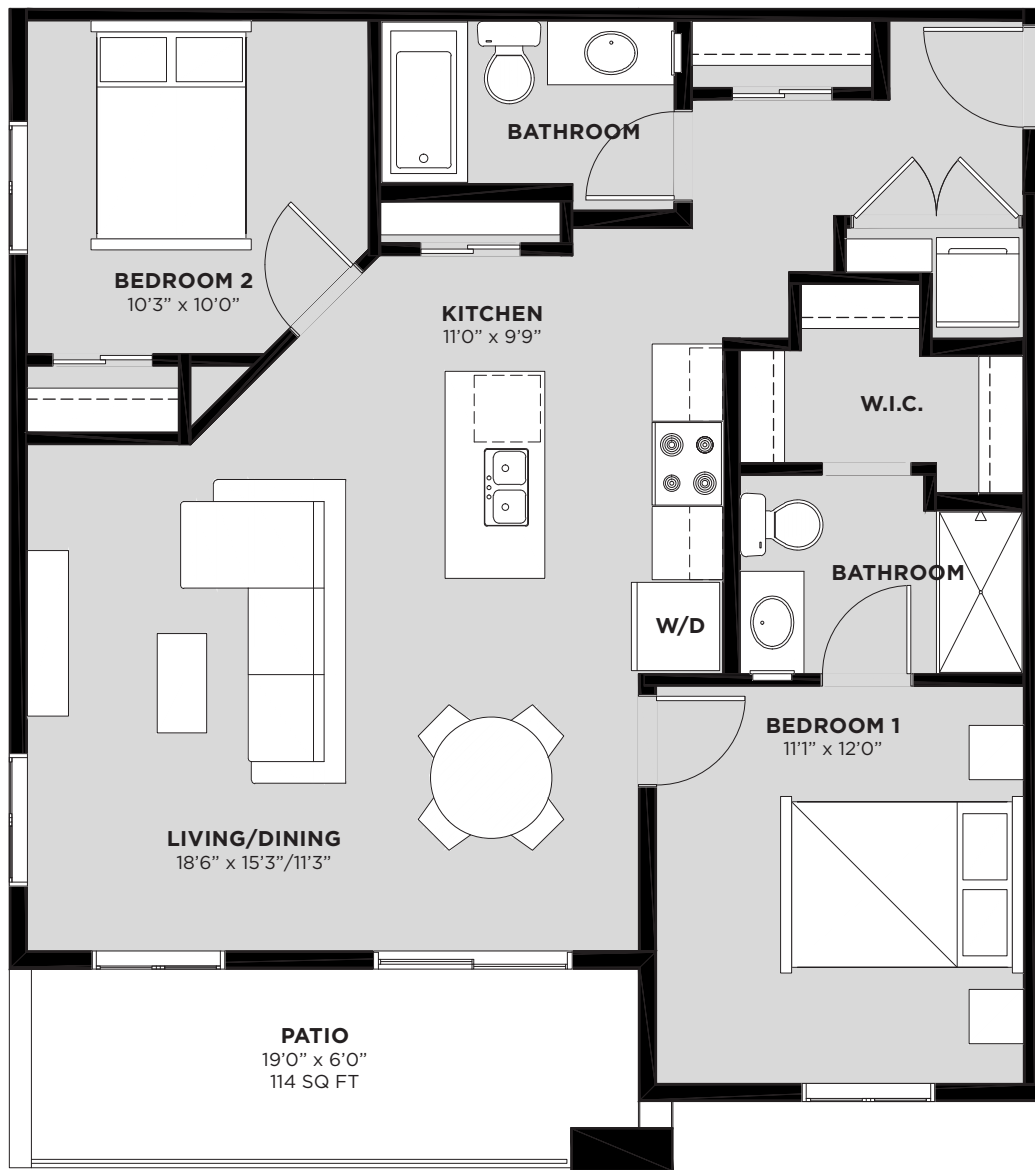 BATHROOM
BEDROOM 2
10’3” x 10’0”
KITCHEN
11’0” x 9’9”
W.I.C.
BATHROOM
W/D
BEDROOM 1
11’1” x 12’0”
LIVING/DINING
18’6” x 15’3”/11’3”
PATIO
19’0” x 6’0”
114 SQ FT